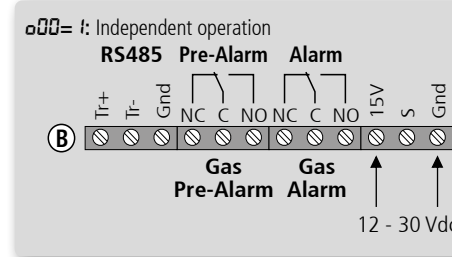 o00= 1: Independent operation
RS485 Pre-Alarm Alarm
Tr+ Tr- Gnd NC C NO NC C NO 15V S Gnd
B
Gas Pre-Alarm
Gas Alarm
12 - 30 Vdc